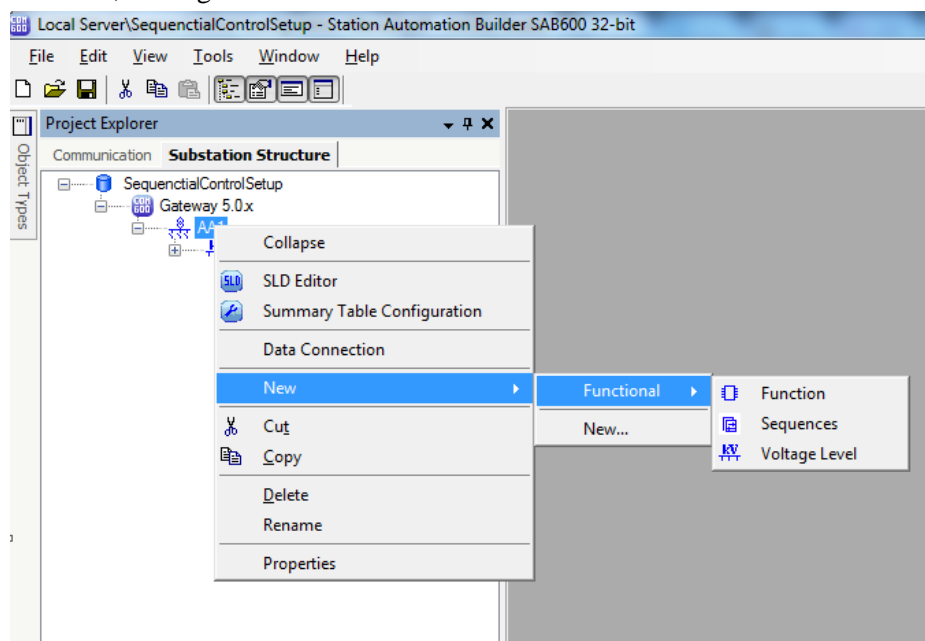 Local Server\SequenctialControlSetup - Station Automation Builder SAB600 32-bit
File Edit View Tools Window Help
Project Explorer
Object Types
Communication Substation Structure
SequenctialControlSetup
Gateway 5.0.x
AA1
Collapse
SLD Editor
Summary Table Configuration
Data Connection
New
Functional
Function
Sequences
Voltage Level
New...
Cut
Copy
Delete
Rename
Properties